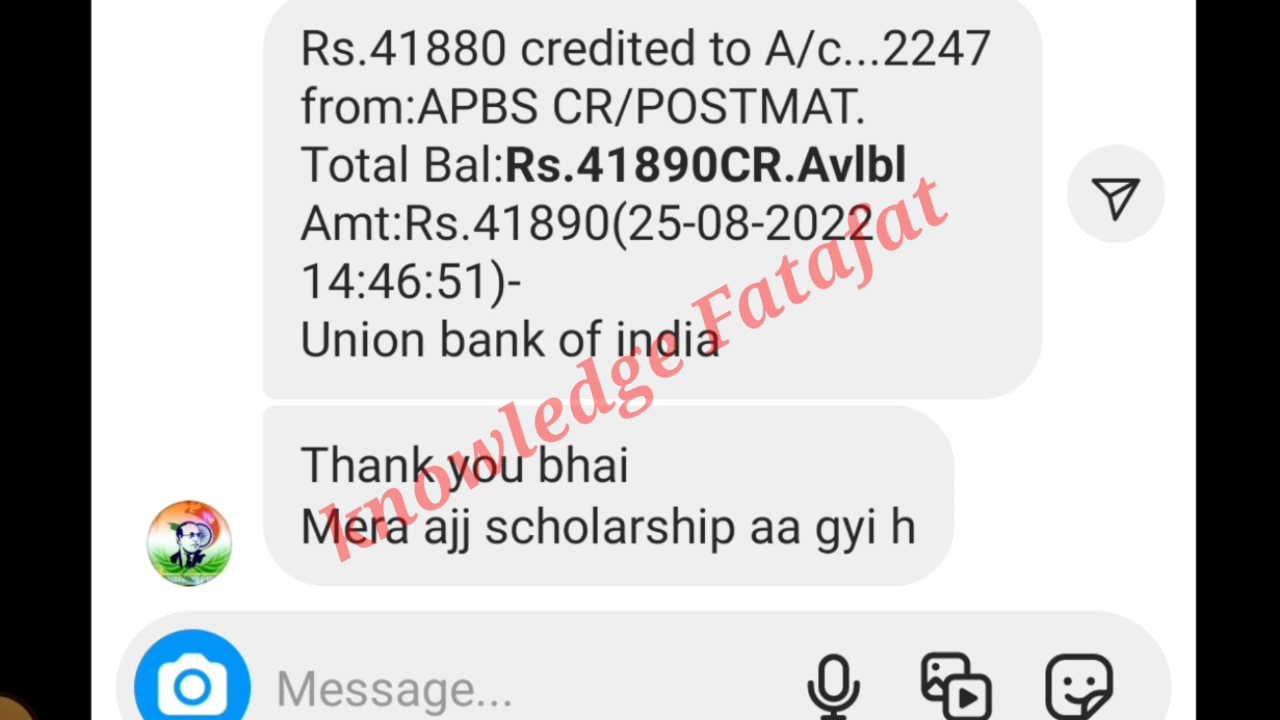 Rs.41880 credited to A/c...2247
from:APBS CR/POSTMAT.
Total Bal:Rs.41890CR.Avlbl
Amt:Rs.41890(25-08-2022
14:46:51)-
Union bank of india
knowledge Fatafat
Thank you bhai
Mera ajj scholarship aa gyi h
Message...